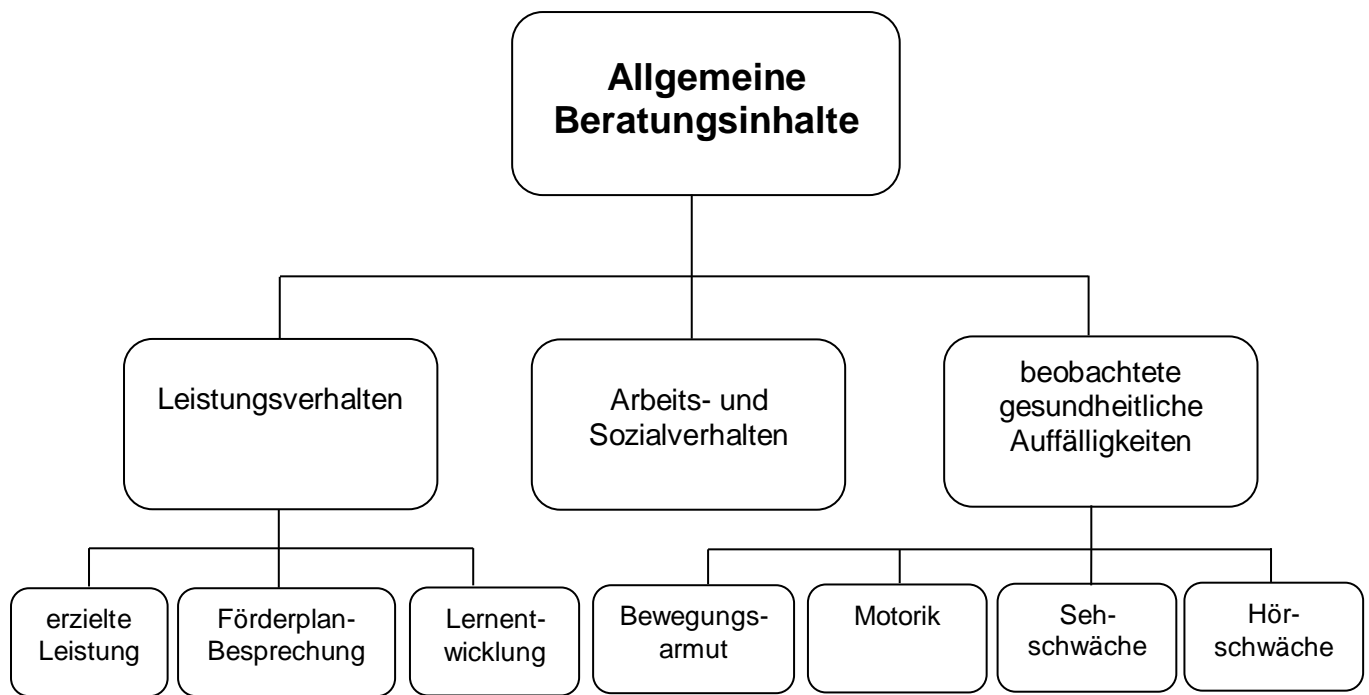 Allgemeine
Beratungsinhalte
Leistungsverhalten
Arbeits- und
Sozialverhalten
beobachtete
gesundheitliche
Auffälligkeiten
erzielte
Leistung
Förderplan-
Besprechung
Lernent-
wicklung
Bewegungs-
armut
Motorik
Seh-
schwäche
Hör-
schwäche